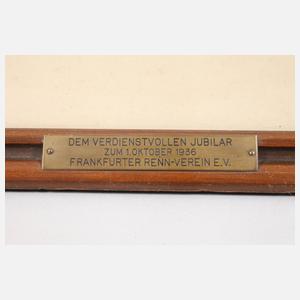 DEM VERDIENSTVOLLEN JUBILAR
ZUM 1. OKTOBER 1936
FRANKFURTER RENN-VEREIN E.V.